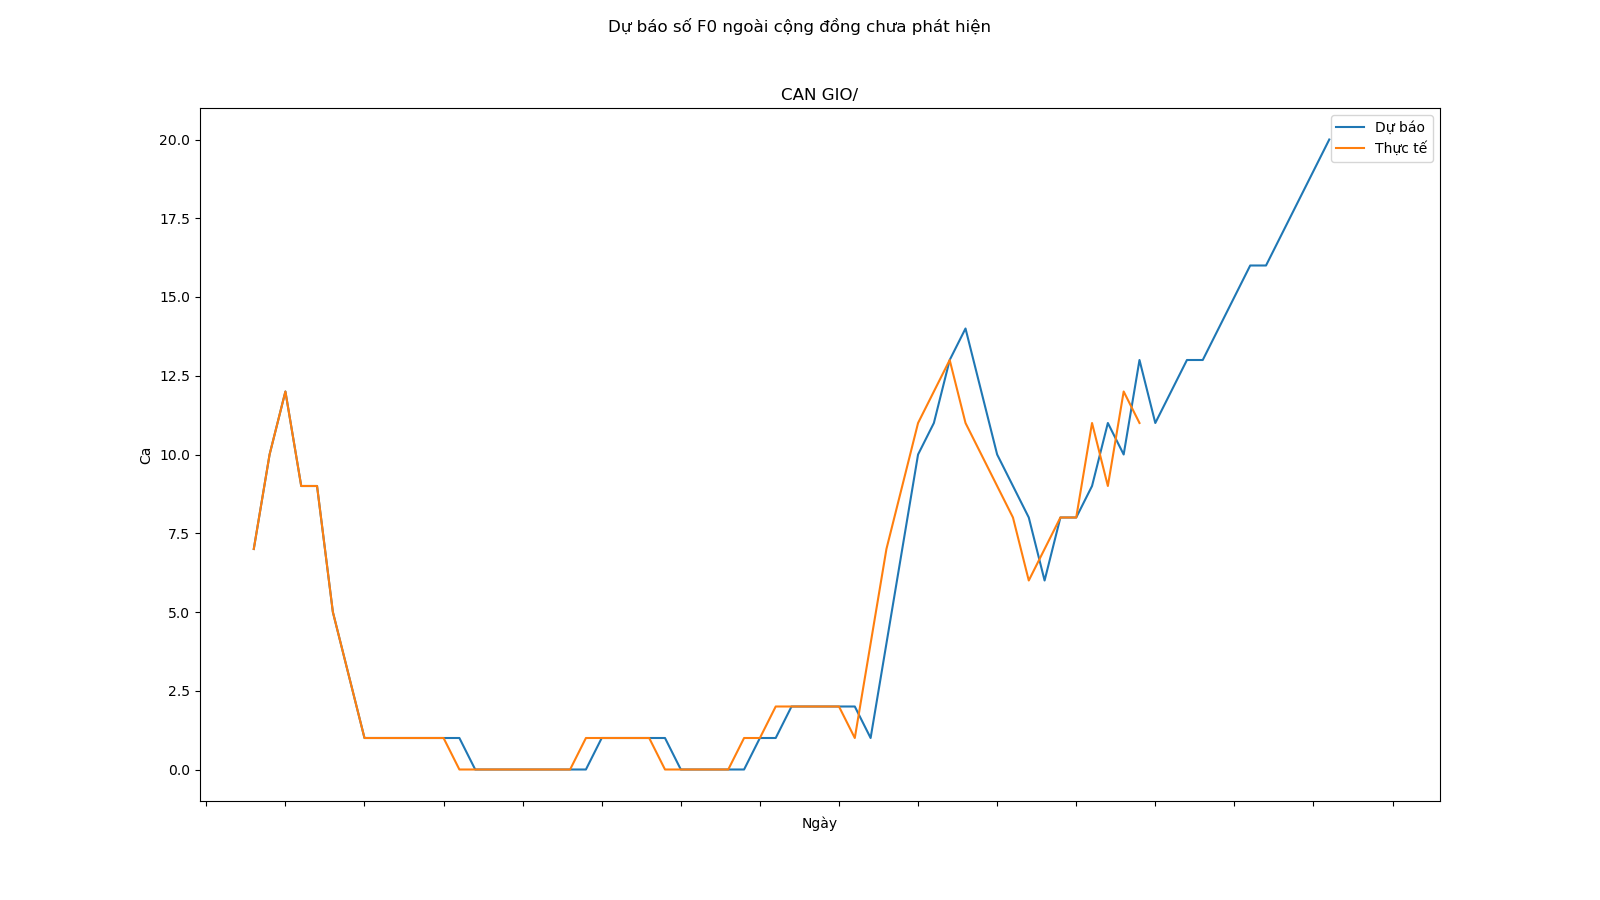 Dự báo số F0 ngoài cộng đồng chưa phát hiện
CAN GIO/
Dự báo
Thực tế
20.0
17.5
15.0
12.5
10.0
7.5
5.0
2.5
0.0
Ca
Ngày